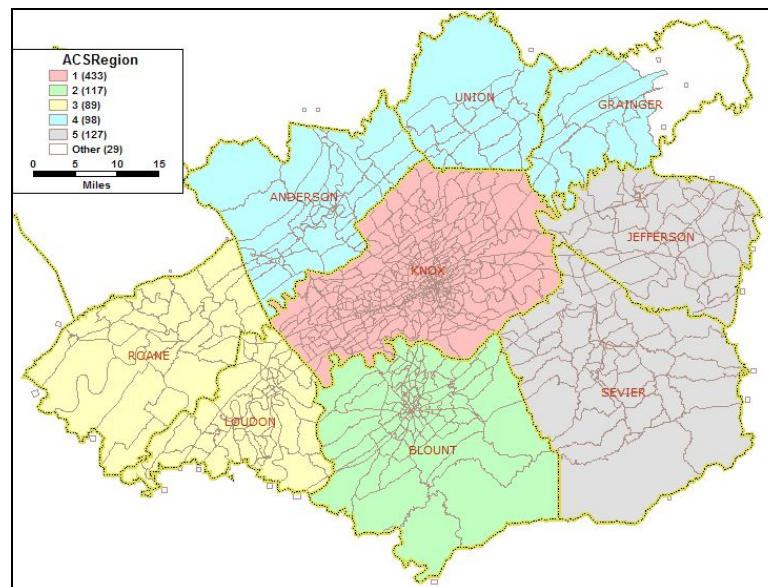 ACSRegion
1 (433)
2 (117)
3 (89)
4 (98)
5 (127)
Other (29)
0 5 10 15
Miles
UNION
GRAINGER
ANDERSON
JEFFERSON
KNOX
ROANE
SEVIER
LOUDON
BLOUNT